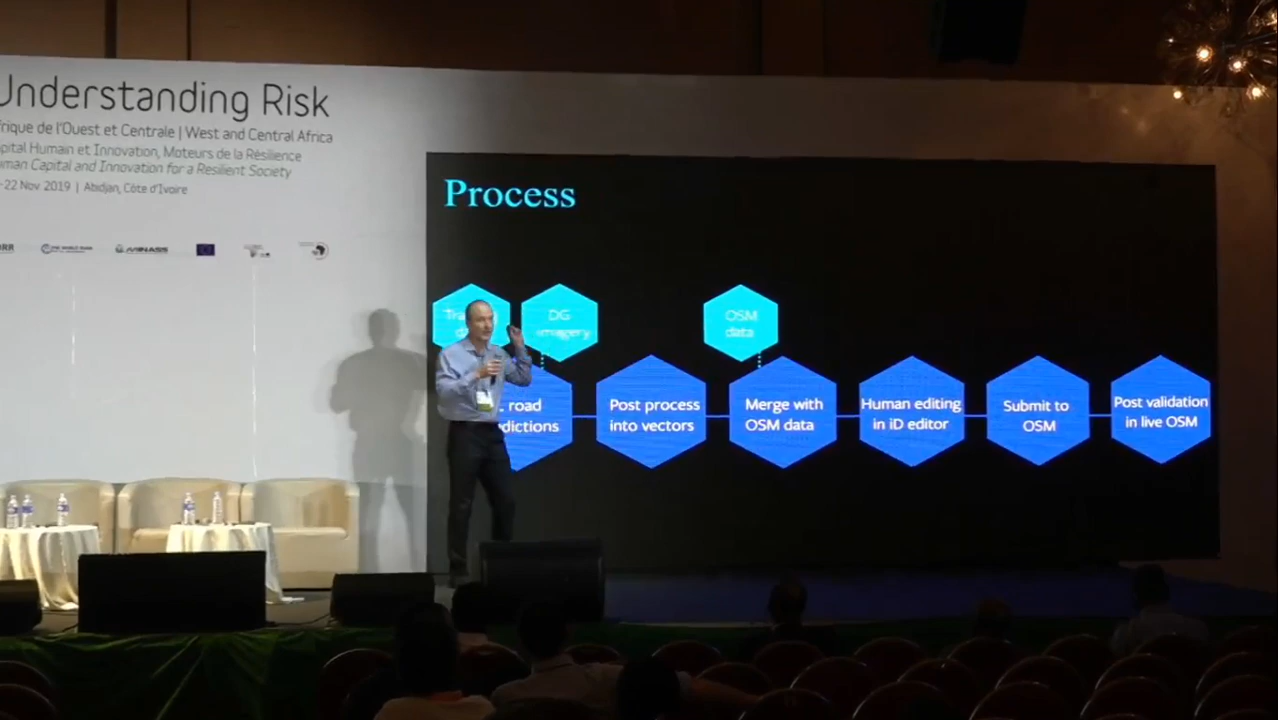 Understanding Risk
frique de l'Ouest et Centrale | West and Central Africa
pital Humain et Innovation, Moteurs de la Résilience
man Capital and Innovation for a Resilient Society
-22 Nov 2019 | Abidjan, Côte d'Ivoire
Process
DG
imagery
OSM
data
road
dictions
Post process
into vectors
Merge with
OSM data
Human editing
in iD editor
Submit to
OSM
Post validation
in live OSM